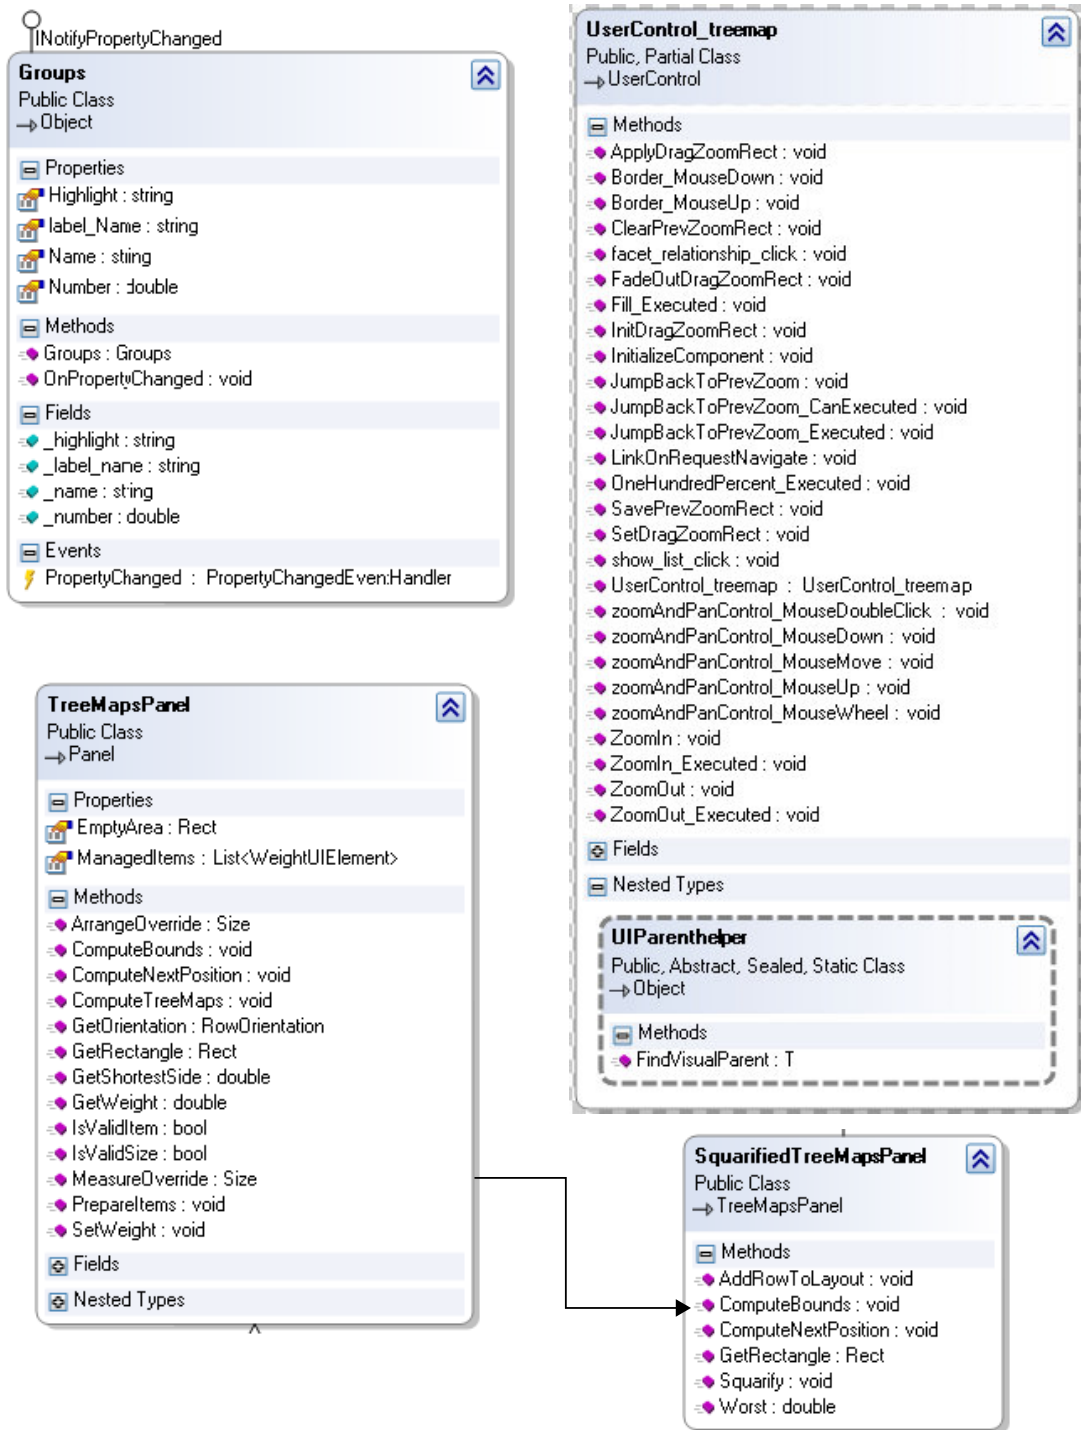 INotifyPropertyChanged
Groups
Public Class
Object
Properties
Highlight : string
label_Name : string
Name : string
Number : double
Methods
Groups : Groups
OnPropertyChanged : void
Fields
_highlight : string
_label_name : string
_name : string
_number : double
Events
PropertyChanged : PropertyChangedEven:Handler
TreeMapsPanel
Public Class
Panel
Properties
EmptyArea : Rect
ManagedItems : List<WeightUIElement>
Methods
ArrangeOverride : Size
ComputeBounds : void
ComputeNextPosition : void
ComputeTreeMaps : void
GetOrientation : RowOrientation
GetRectangle : Rect
GetShortestSide : double
GetWeight : double
IsValidItem : bool
IsValidSize : bool
MeasureOverride : Size
PrepareItems : void
SetWeight : void
Fields
Nested Types
UserControl_treemap
Public, Partial Class
UserControl
Methods
ApplyDragZoomRect : void
Border_MouseDown : void
Border_MouseUp : void
ClearPrevZoomRect : void
facet_relationship_click : void
FadeOutDragZoomRect : void
Fill_Executed : void
InitDragZoomRect : void
InitializeComponent : void
JumpBackToPrevZoom : void
JumpBackToPrevZoom_CanExecuted : void
JumpBackToPrevZoom_Executed : void
LinkOnRequestNavigate : void
OneHundredPercent_Executed : void
SavePrevZoomRect : void
SetDragZoomRect : void
show_list_click : void
UserControl_treemap : UserControl_treemap
zoomAndPanControl_MouseDoubleClick : void
zoomAndPanControl_MouseDown : void
zoomAndPanControl_MouseMove : void
zoomAndPanControl_MouseUp : void
zoomAndPanControl_MouseWheel : void
ZoomIn : void
ZoomIn_Executed : void
ZoomOut : void
ZoomOut_Executed : void
Fields
Nested Types
UIParenthelper
Public, Abstract, Sealed, Static Class
Object
Methods
FindVisualParent : T
SquarifiedTreeMapsPanel
Public Class
TreeMapsPanel
Methods
AddRowToLayout : void
ComputeBounds : void
ComputeNextPosition : void
GetRectangle : Rect
Squarify : void
Worst : double